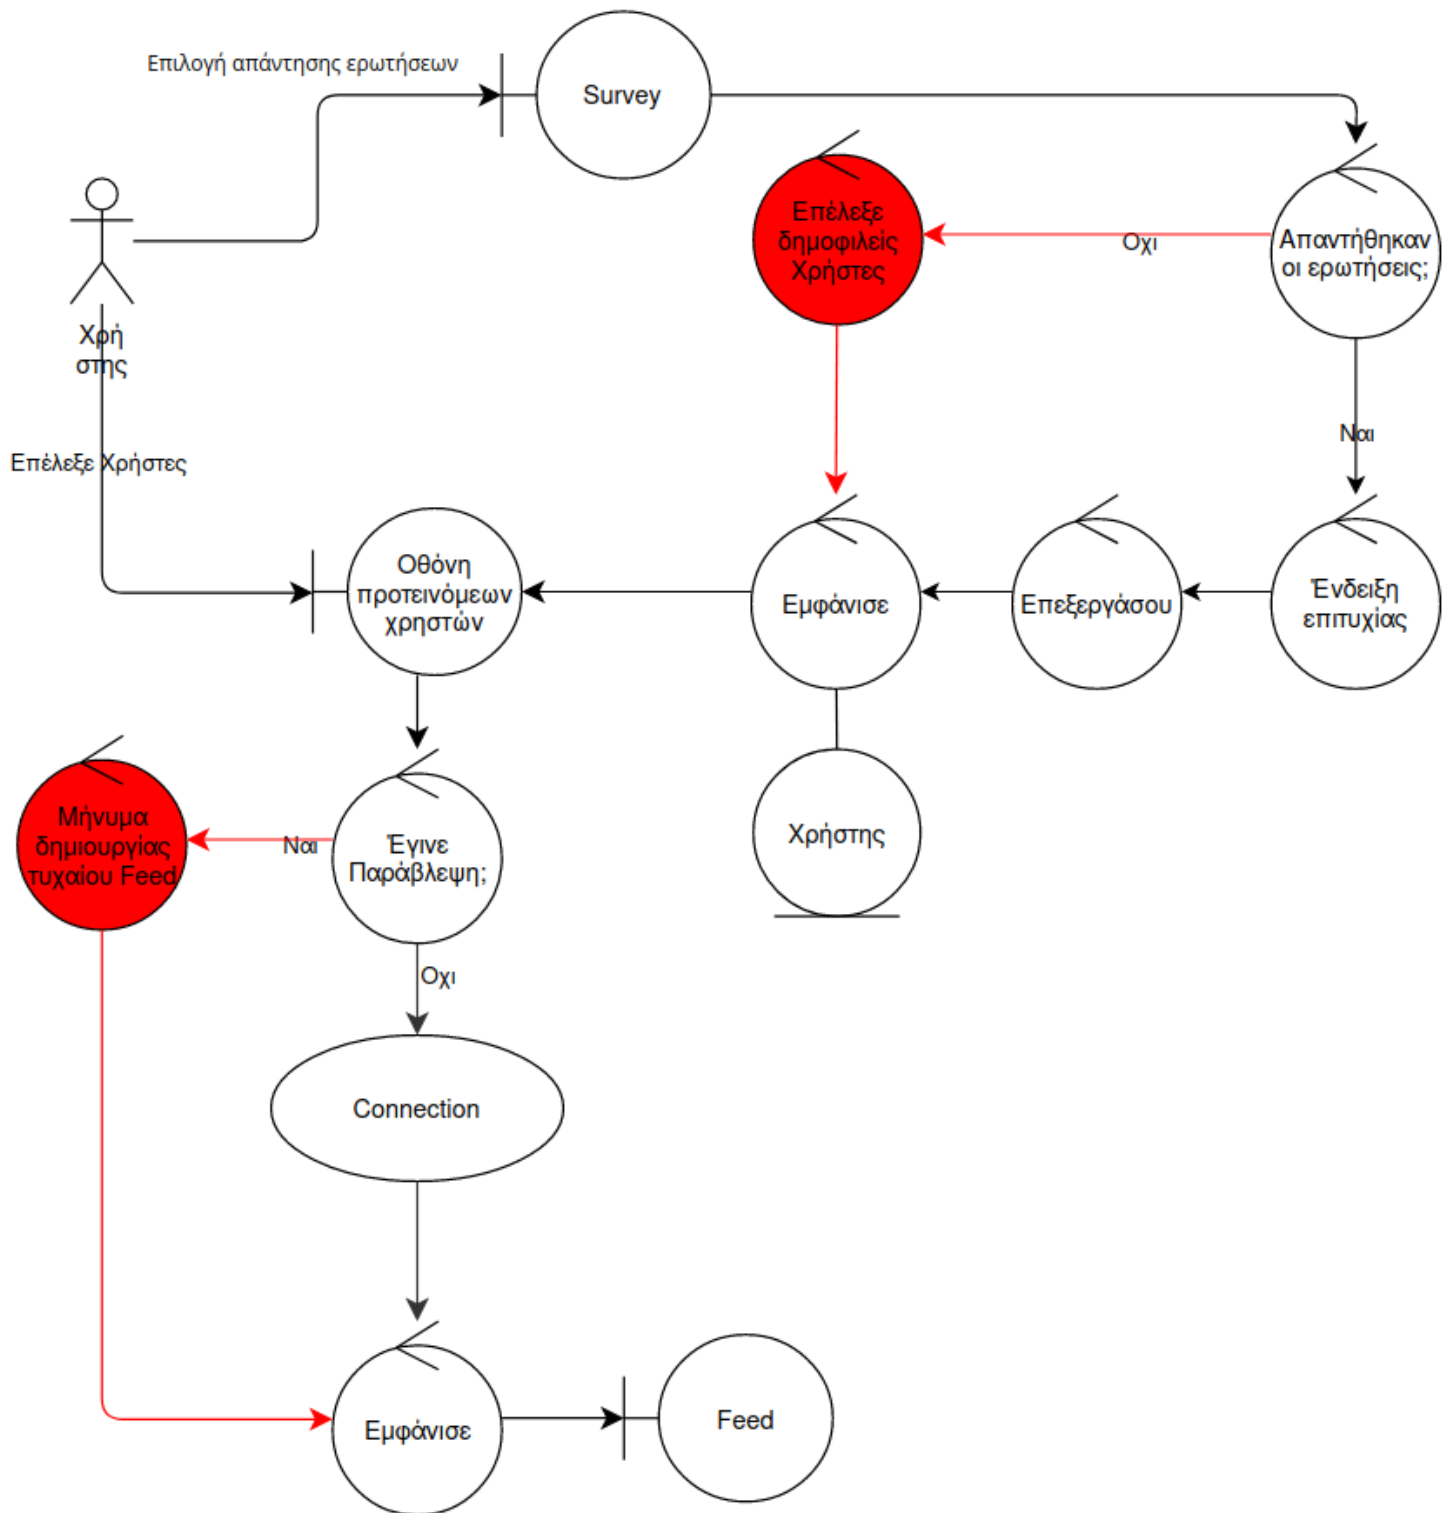 Επιλογή απάντησης ερωτήσεων
Survey
Επέλεξε
δημοφιλείς
Χρήστες
Οχι
Απαντήθηκαν
οι ερωτήσεις;
Χρή
στης
Ναι
Επέλεξε Χρήστες
Οθόνη
προτεινόμεων
χρηστών
Εμφάνισε
Επεξεργάσου
Ένδειξη
επιτυχίας
Μήνυμα
δημιουργίας
τυχαίου Feed
Ναι
Έγινε
Παράβλεψη;
Χρήστης
Οχι
Connection
Εμφάνισε
Feed